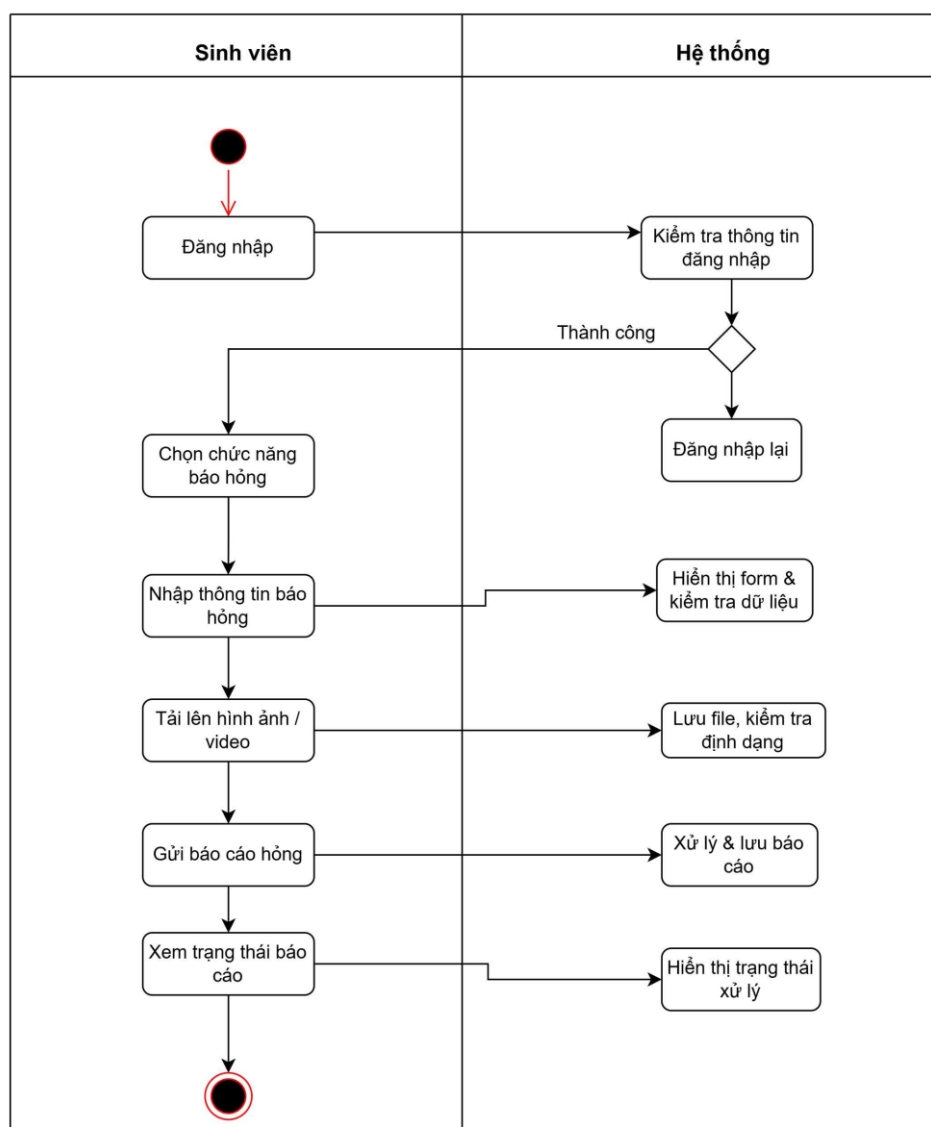 Sinh viên
Hệ thống
Đăng nhập
Kiểm tra thông tin
đăng nhập
Thành công
Chọn chức năng
báo hỏng
Đăng nhập lại
Nhập thông tin báo
hỏng
Hiển thị form &
kiểm tra dữ liệu
Tải lên hình ảnh /
video
Lưu file, kiểm tra
định dạng
Gửi báo cáo hỏng
Xử lý & lưu báo
cáo
Xem trạng thái báo
cáo
Hiển thị trạng thái
xử lý